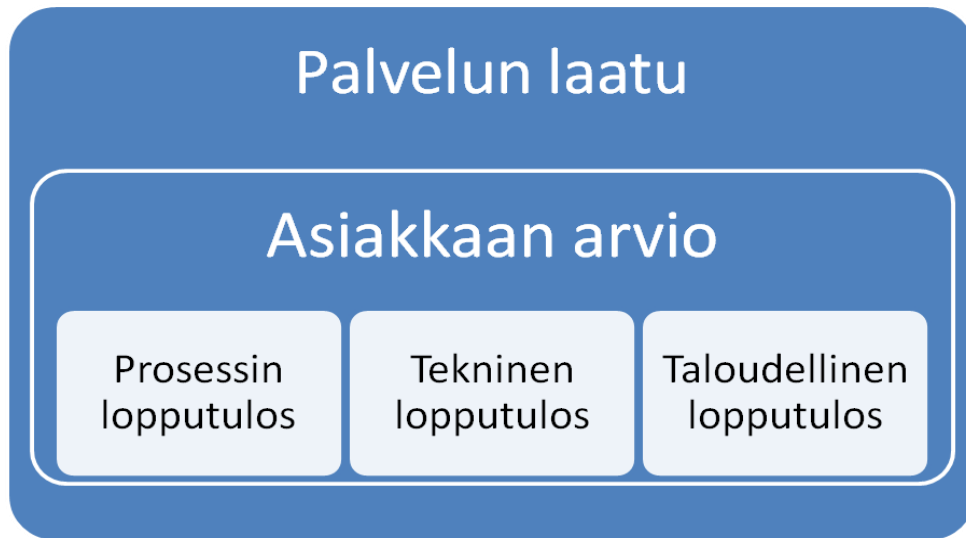 Palvelun laatu
Asiakkaan arvio
Prosessin
lopputulos
Tekninen
lopputulos
Taloudellinen
lopputulos